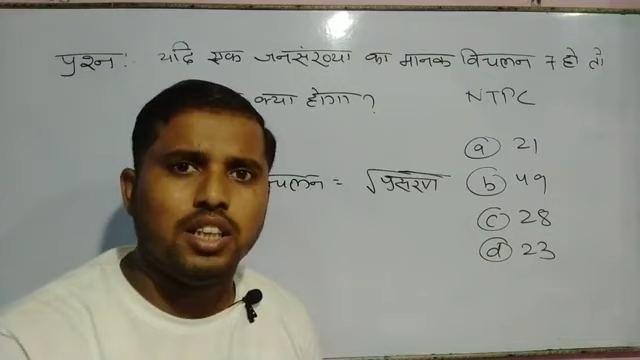 प्रश्न: यदि एक जनसंख्या का मानक विचलन 7 हो तो
क्या होगा? NTPC
चलन = √प्रसरण
(a) 21
(b) 49
(c) 28
(d) 23